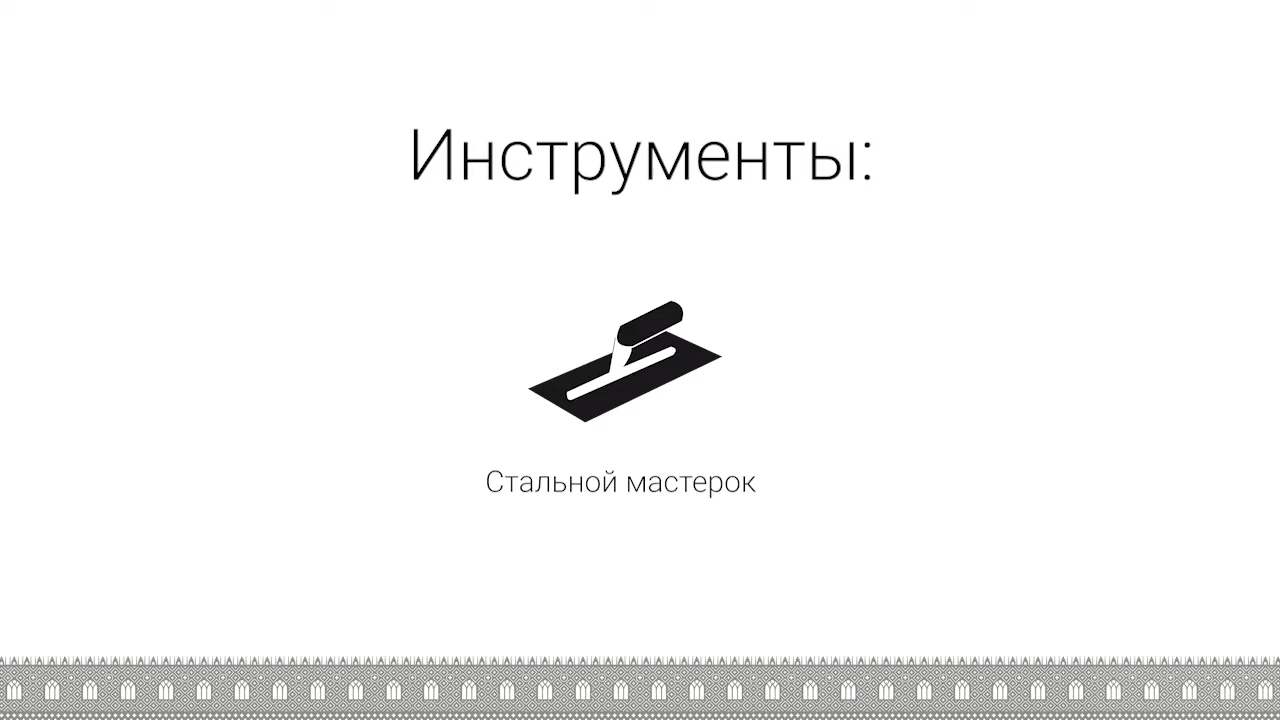 Инструменты:
Стальной мастерок